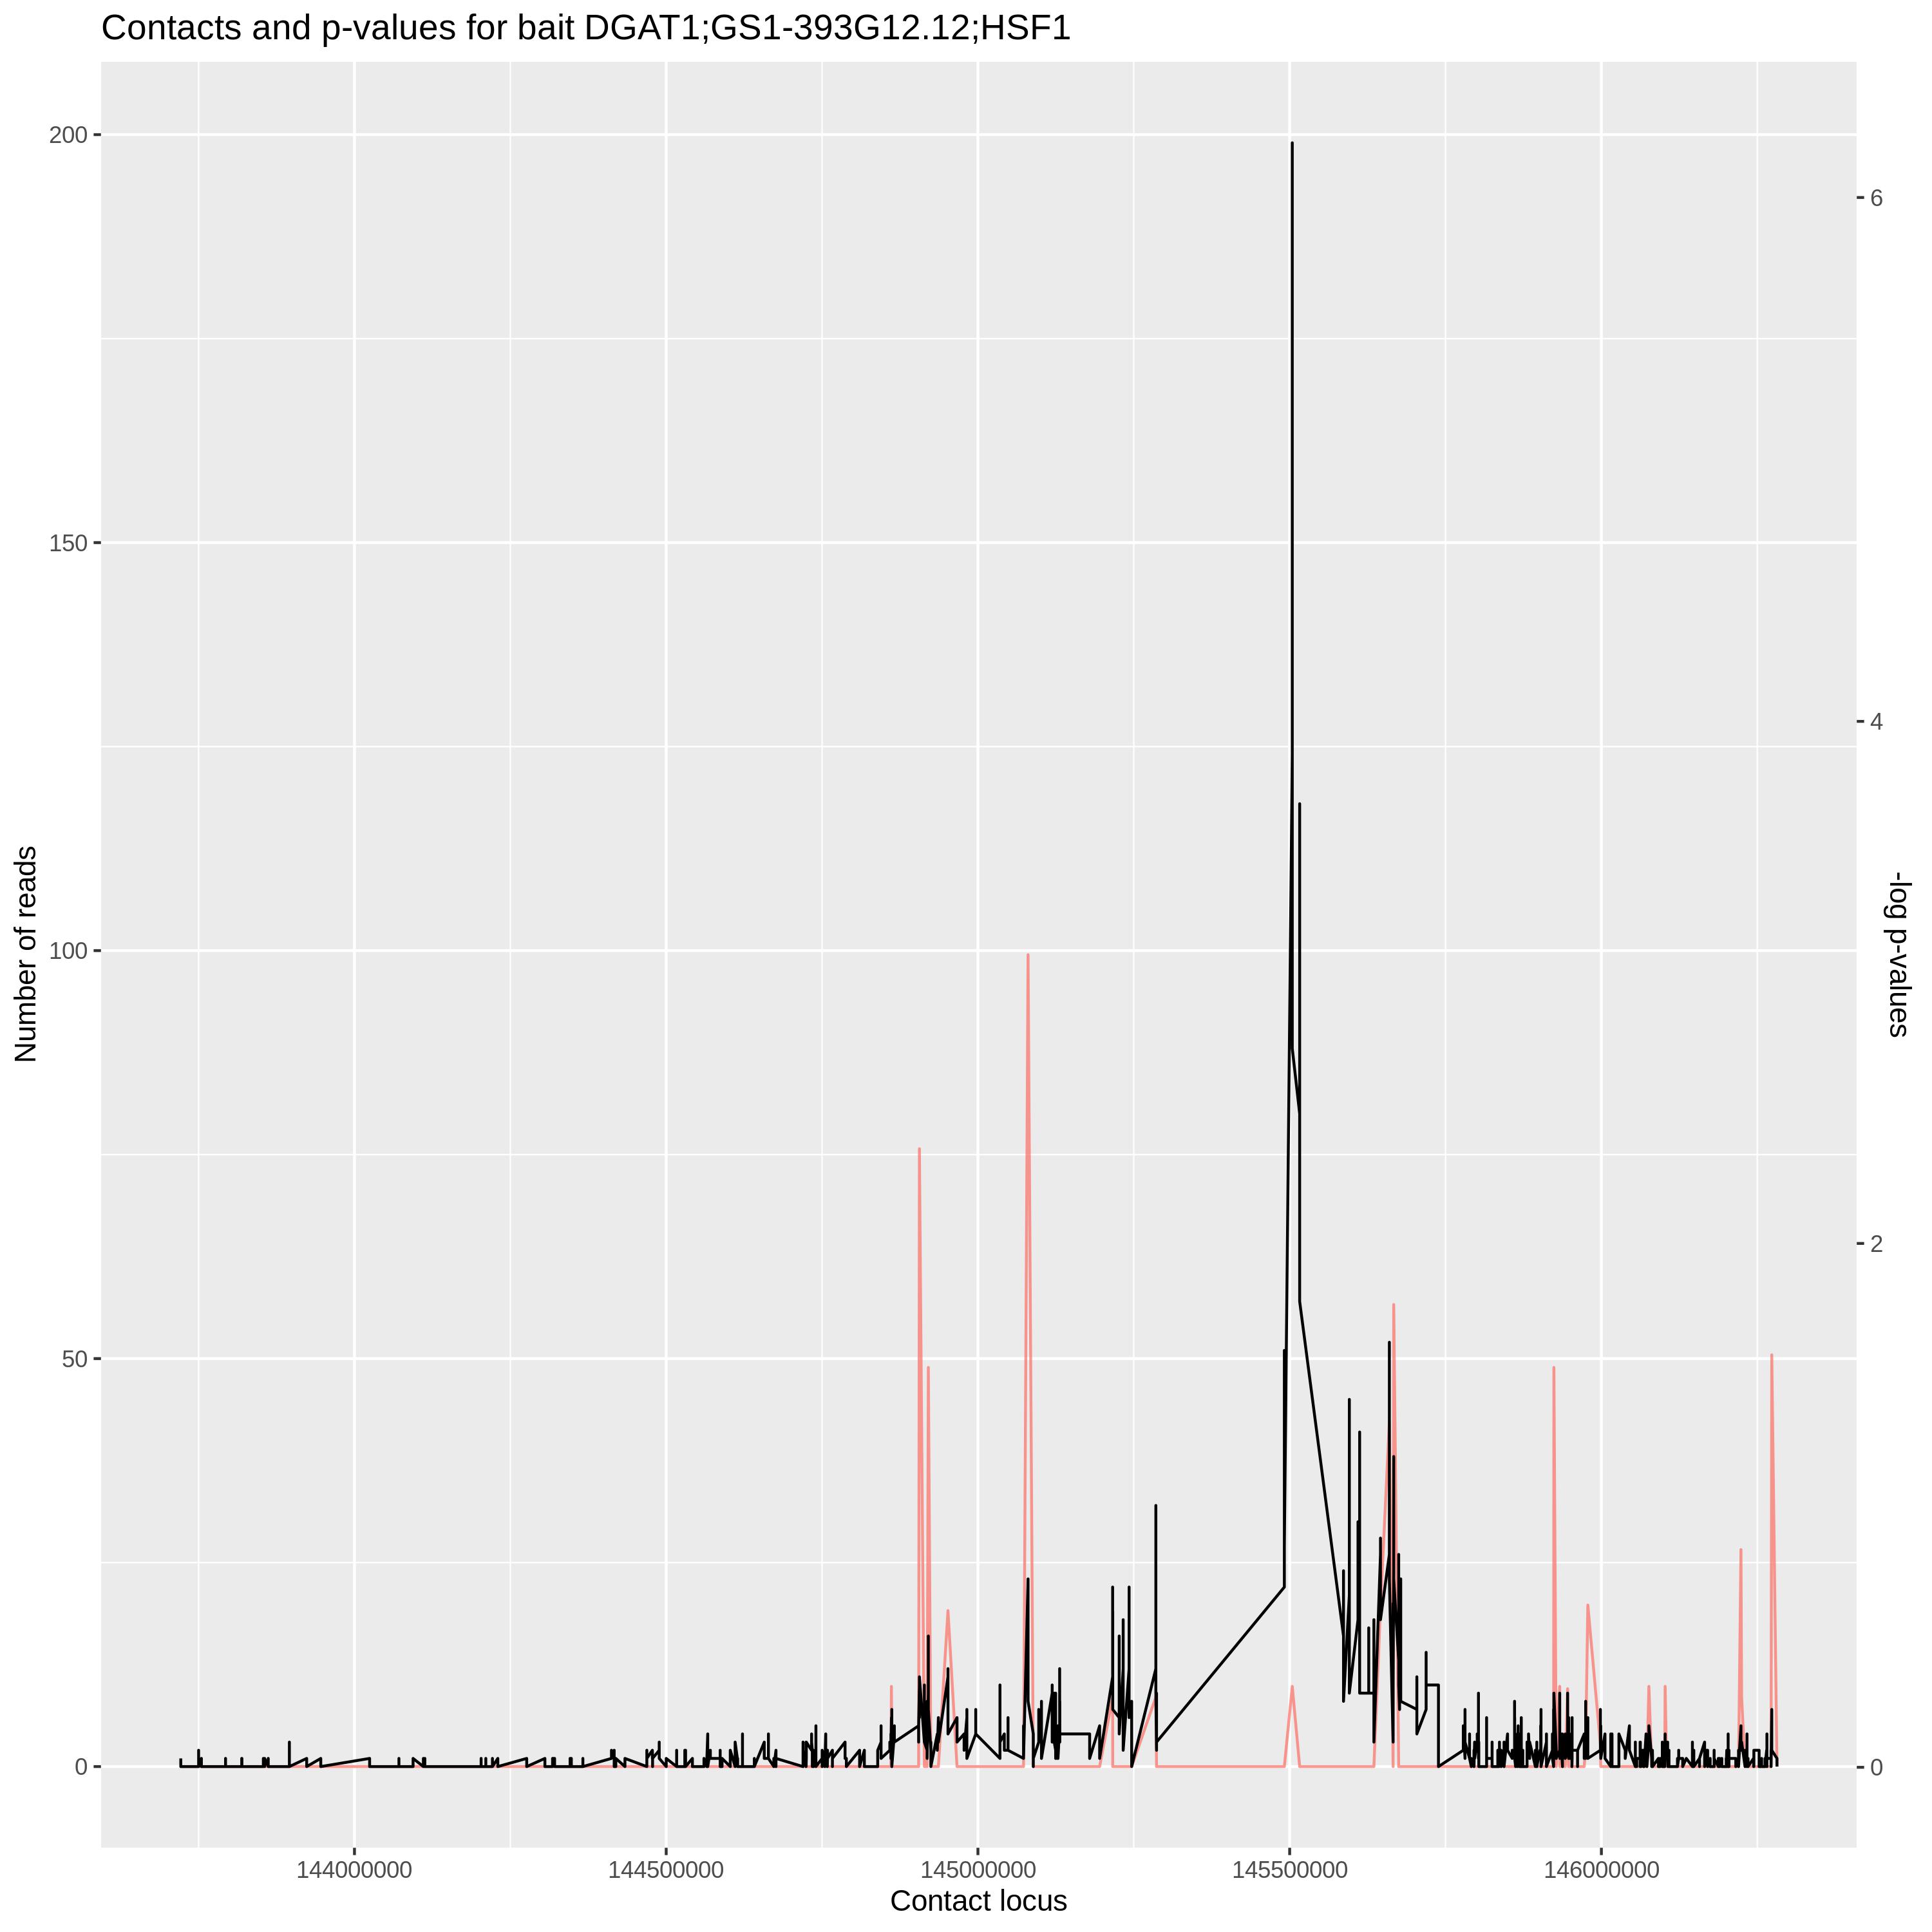 Contacts and p-values for bait DGAT1;GS1-393G12.12;HSF1
200
150
100
50
0
Number of reads
6
4
2
0
-log p-values
144000000 144500000 145000000 145500000 146000000
Contact locus